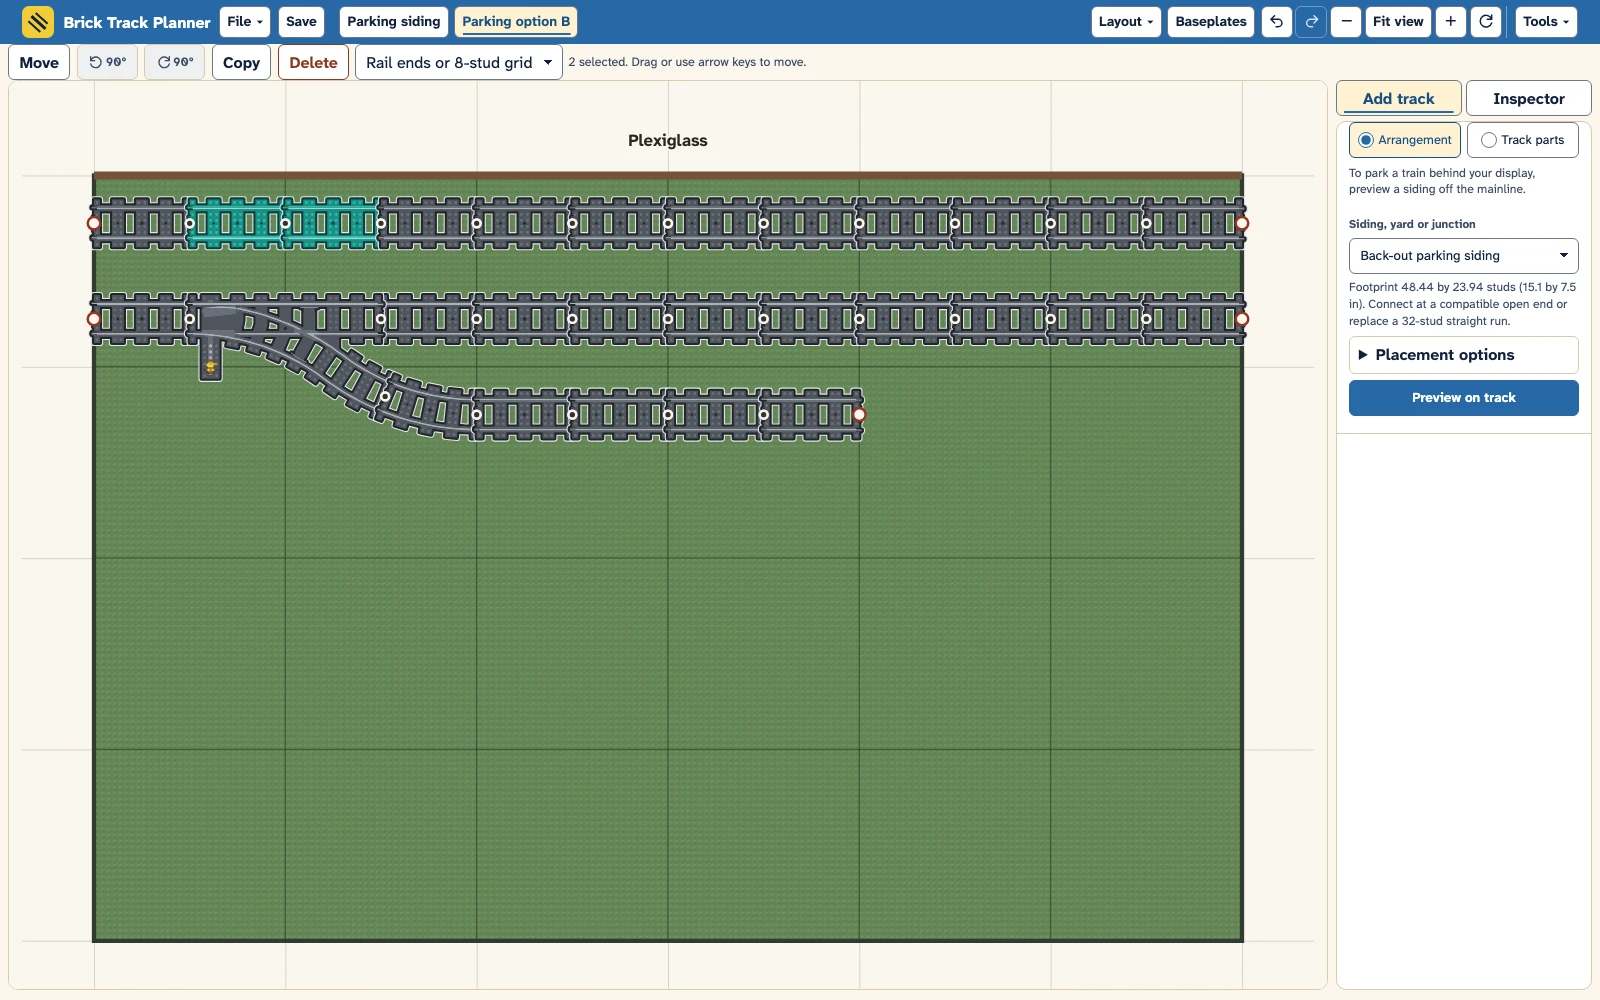 Brick Track Planner
File
Save
Parking siding
Parking option B
Layout
Baseplates
Fit view
Tools
Move
90°
90°
Copy
Delete
Rail ends or 8-stud grid
2 selected. Drag or use arrow keys to move.
Plexiglass
Add track
Inspector
Arrangement
Track parts
To park a train behind your display,
preview a siding off the mainline.
Siding, yard or junction
Back-out parking siding
Footprint 48.44 by 23.94 studs (15.1 by 7.5
in). Connect at a compatible open end or
replace a 32-stud straight run.
Placement options
Preview on track